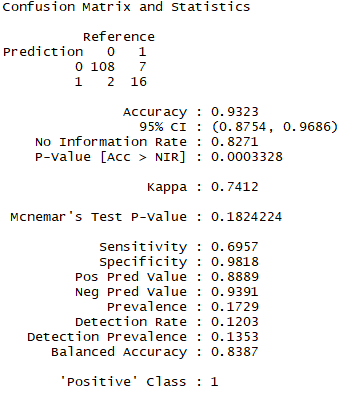 Confusion Matrix and Statistics
Reference
Prediction 0 1
0 108 7
1 2 16
Accuracy : 0.9323
95% CI : (0.8754, 0.9686)
No Information Rate : 0.8271
P-Value [Acc > NIR] : 0.0003328
Kappa : 0.7412
Mcnemar's Test P-Value : 0.1824224
Sensitivity : 0.6957
Specificity : 0.9818
Pos Pred Value : 0.8889
Neg Pred Value : 0.9391
Prevalence : 0.1729
Detection Rate : 0.1203
Detection Prevalence : 0.1353
Balanced Accuracy : 0.8387
'Positive' Class : 1